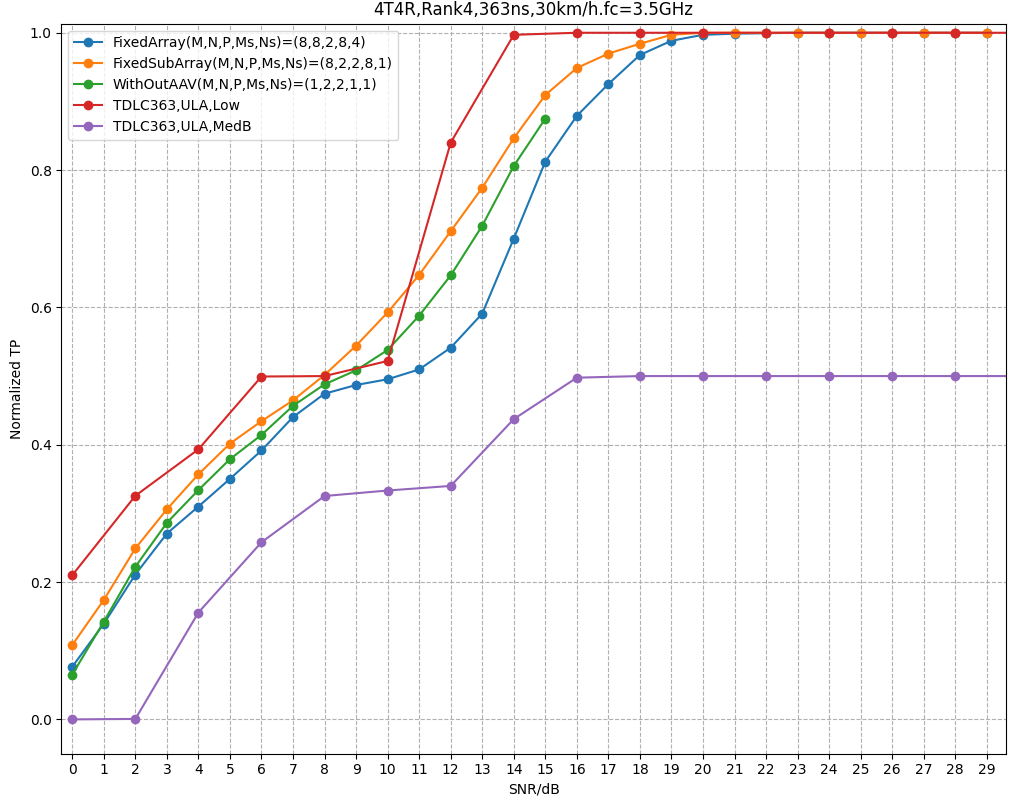 4T4R,Rank4,363ns,30km/h.fc=3.5GHz
FixedArray(M,N,P,Ms,Ns)=(8,8,2,8,4)
FixedSubArray(M,N,P,Ms,Ns)=(8,2,2,8,1)
WithOutAAV(M,N,P,Ms,Ns)=(1,2,2,1,1)
TDLC363,ULA,Low
TDLC363,ULA,MedB
Normalized TP
1.0
0.8
0.6
0.4
0.2
0.0
0 1 2 3 4 5 6 7 8 9 10 11 12 13 14 15 16 17 18 19 20 21 22 23 24 25 26 27 28 29
SNR/dB